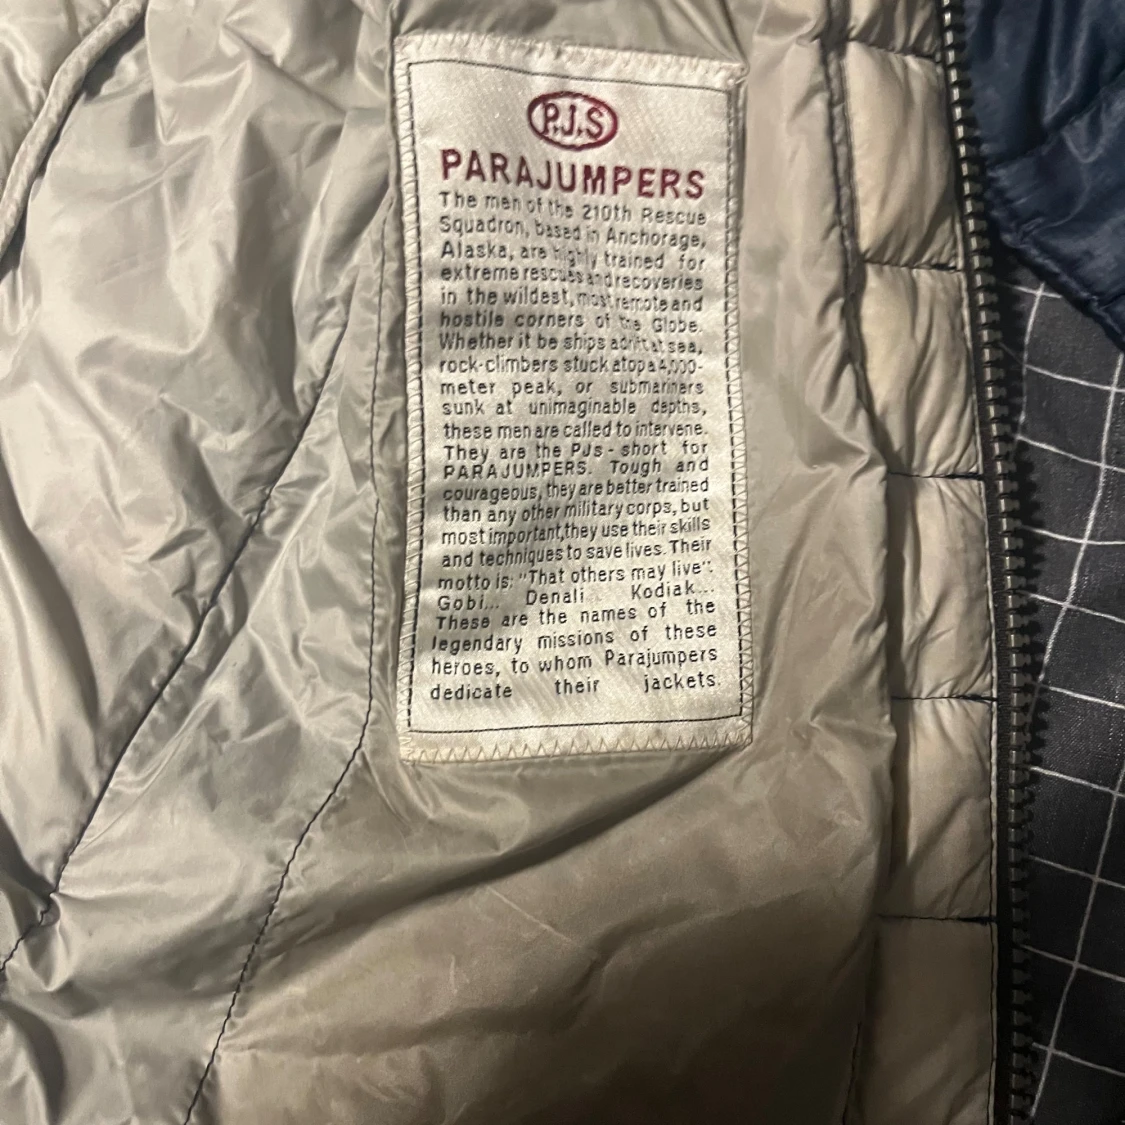 P.J.S
PARAJUMPERS
The men of the 210th Rescue
Squadron, based in Anchorage,
Alaska, are highly trained for
extreme rescues and recoveries
in the wildest, most remote and
hostile corners of the Globe.
Whether it be ships adrift at sea,
rock-climbers stuck atop a 4,000-
meter peak, or submariners
sunk at unimaginable depths,
these men are called to intervene.
They are the PJs - short for
PARAJUMPERS. Tough and
courageous, they are better trained
than any other military corps, but
most important, they use their skills
and techniques to save lives. Their
motto is: "That others may live".
Gobi... Denali... Kodiak...
These are the names of the
legendary missions of these
heroes, to whom Parajumpers
dedicate their jackets.